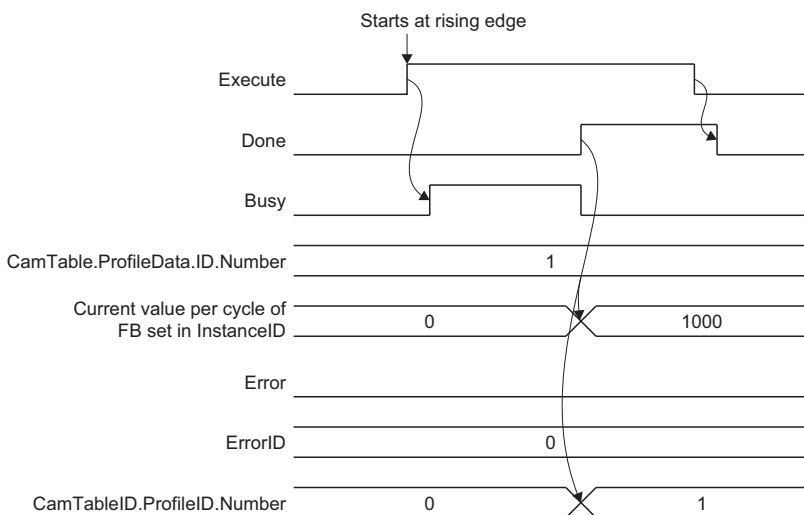 Starts at rising edge
Execute
Done
Busy
CamTable.ProfileData.ID.Number
1
Current value per cycle of
FB set in InstanceID
0
1000
Error
ErrorID
0
CamTableID.ProfileID.Number
0
1